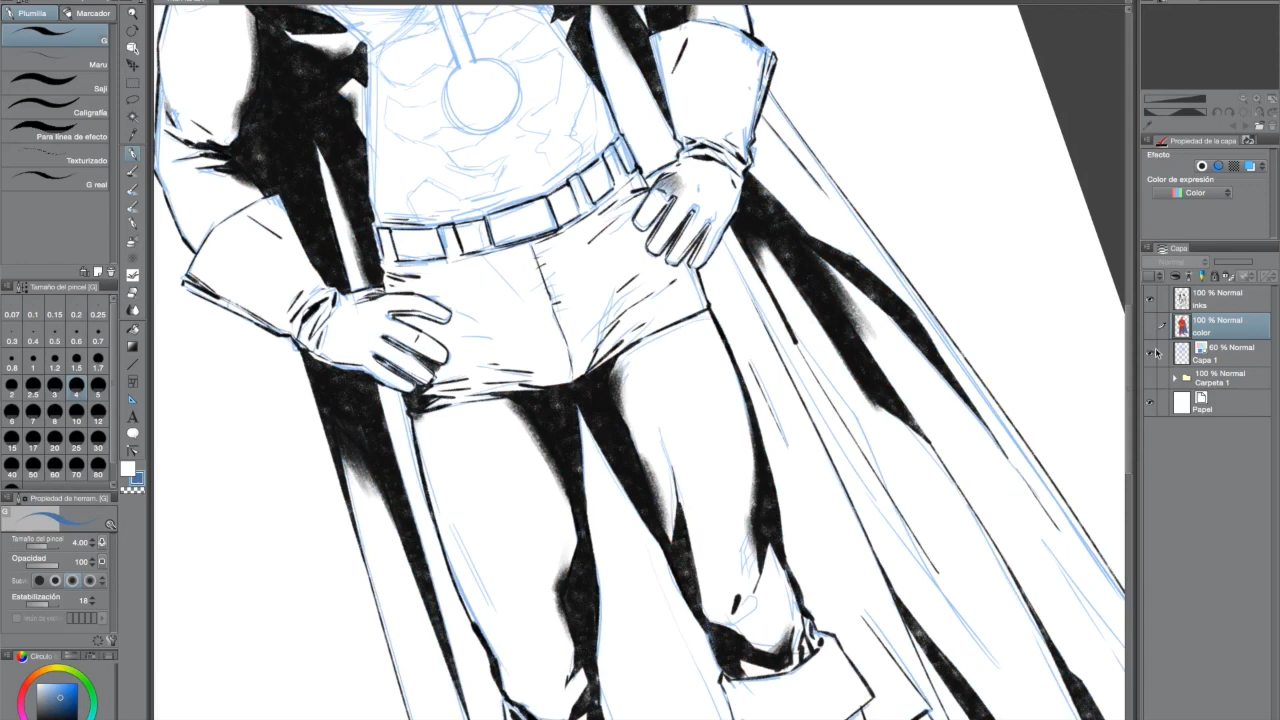 Plumilla
Marcador
G
Maru
Saji
Caligrafía
Para línea de efecto
Texturizado
G real
Tamaño del pincel [G]
0.07 0.1 0.15 0.2 0.25
0.3 0.4 0.5 0.6 0.7
0.8 1 1.2 1.5 1.7
2 2.5 3 4 5
6 7 8 10 12
15 17 20 25 30
40 50 60 70 80
Propiedad de herram. [G]
G
Tamaño del pincel 4.00
Opacidad 100
Estabilización 18
Círculo
A
Propiedad de la capa
Efecto
Color de expresión
Color
Capa
Normal
100 % Normal
inks
100 % Normal
color
60 % Normal
Capa 1
100 % Normal
Carpeta 1
Papel